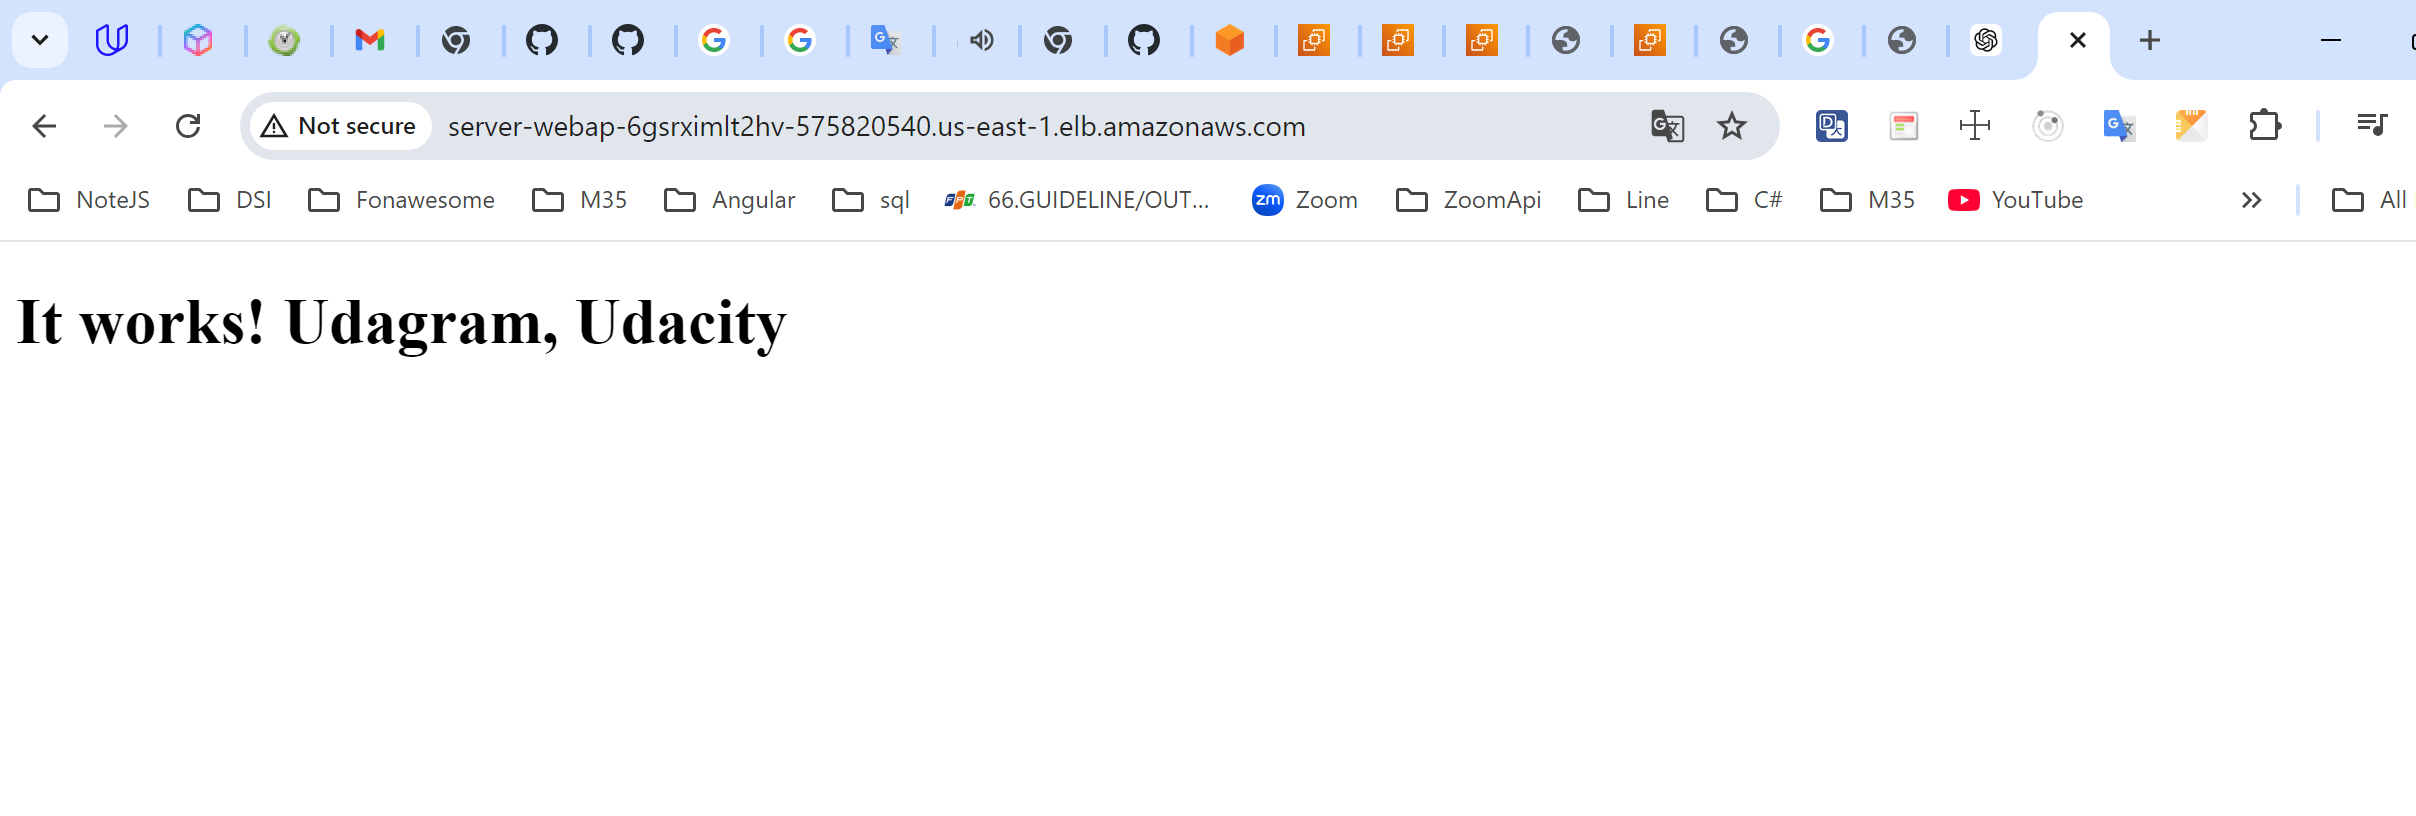 Not secure server-webap-6gsrximlt2hv-575820540.us-east-1.elb.amazonaws.com
NoteJS DSI Fonawesome M35 Angular sql 66.GUIDELINE/OUT... Zoom ZoomApi Line C# M35 YouTube All
It works! Udagram, Udacity